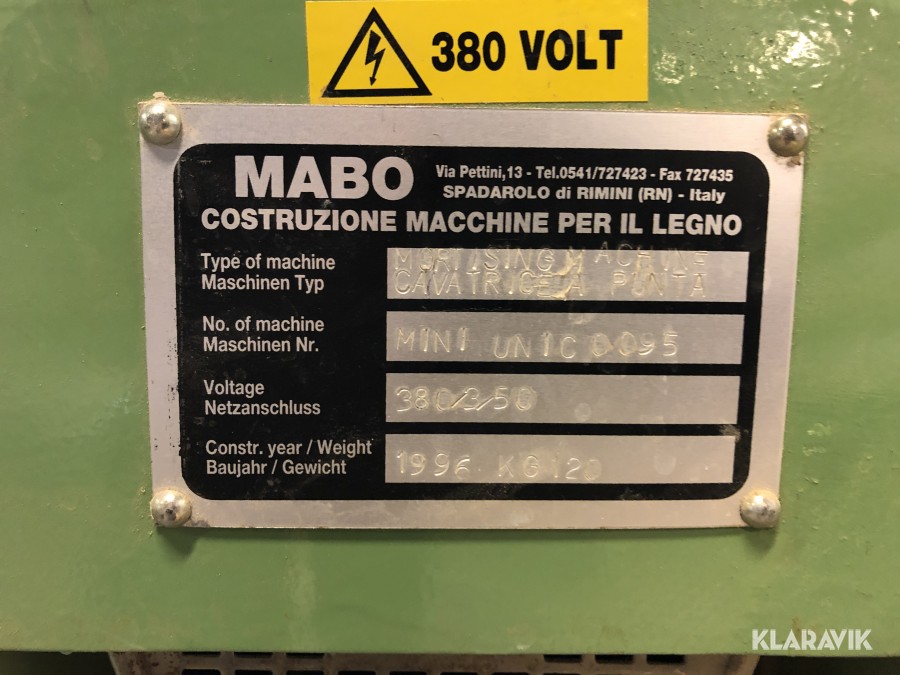 380 VOLT
MABO
Via Pettini,13 - Tel.0541/727423 - Fax 727435
SPADAROLO di RIMINI (RN) - Italy
COSTRUZIONE MACCHINE PER IL LEGNO
Type of machine MORTISING MACHINE
Maschinen Typ CAVATRICE A PUNTA
No. of machine
Maschinen Nr. MINI UNIC 0095
Voltage
Netzanschluss 380/3/50
Constr. year / Weight
Baujahr / Gewicht 1996 KG 120
KLARAVIK